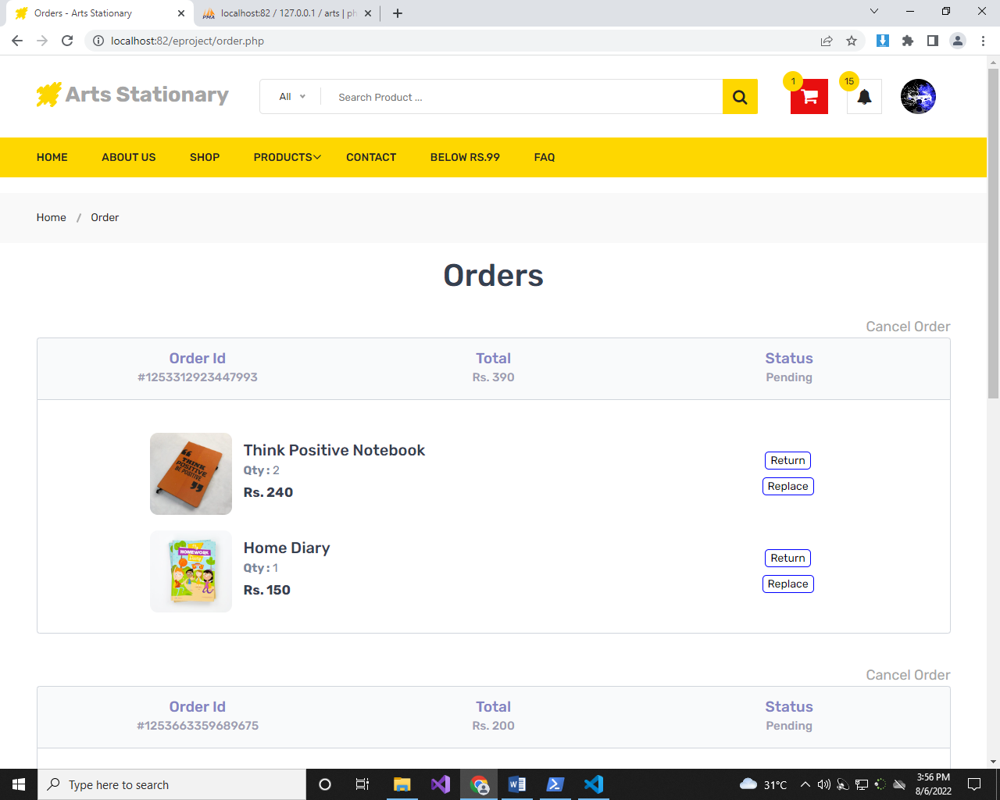 Orders - Arts Stationary
localhost:82 / 127.0.0.1 / arts | ph
localhost:82/eproject/order.php
Arts Stationary
All
Search Product ...
1
15
HOME
ABOUT US
SHOP
PRODUCTS
CONTACT
BELOW RS.99
FAQ
Home / Order
Orders
Cancel Order
Order Id
Total
Status
#1253312923447993
Rs. 390
Pending
THINK
POSITIVE
BE POSITIVE
Think Positive Notebook
Qty : 2
Rs. 240
Return
Replace
HOMEWORK
Home Diary
Qty : 1
Rs. 150
Return
Replace
Cancel Order
Order Id
Total
Status
#1253663359689675
Rs. 200
Pending
Type here to search
31°C
3:56 PM
8/6/2022